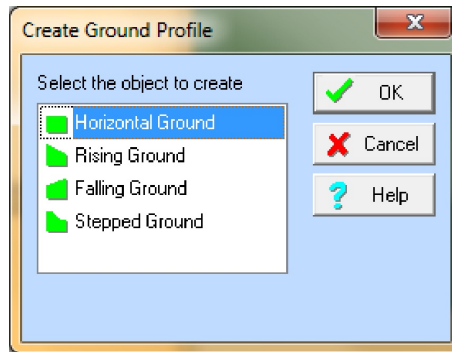 Create Ground Profile
Select the object to create
Horizontal Ground
Rising Ground
Falling Ground
Stepped Ground
OK
Cancel
Help